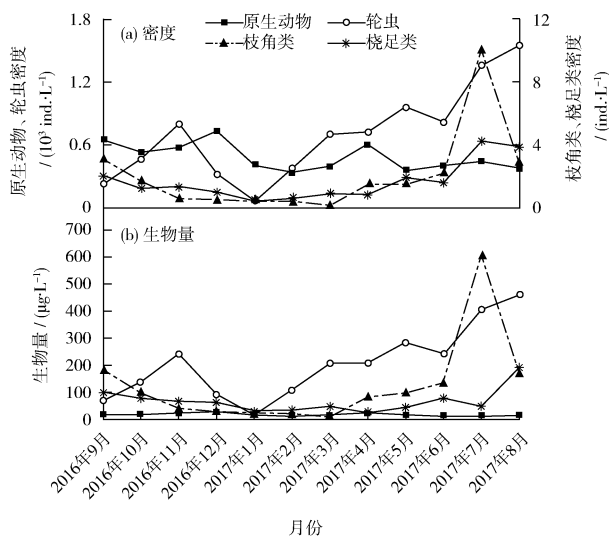 (a) 密度
原生动物
轮虫
枝角类
桡足类
1.8
1.2
0.6
0
12
8
4
0
原生动物、轮虫密度
/ (10³ ind.·L⁻¹)
枝角类、桡足类密度
/ (ind.·L⁻¹)
(b) 生物量
700
600
500
400
300
200
100
0
生物量 / (μg·L⁻¹)
2016年9月
2016年10月
2016年11月
2016年12月
2017年1月
2017年2月
2017年3月
2017年4月
2017年5月
2017年6月
2017年7月
2017年8月
月份